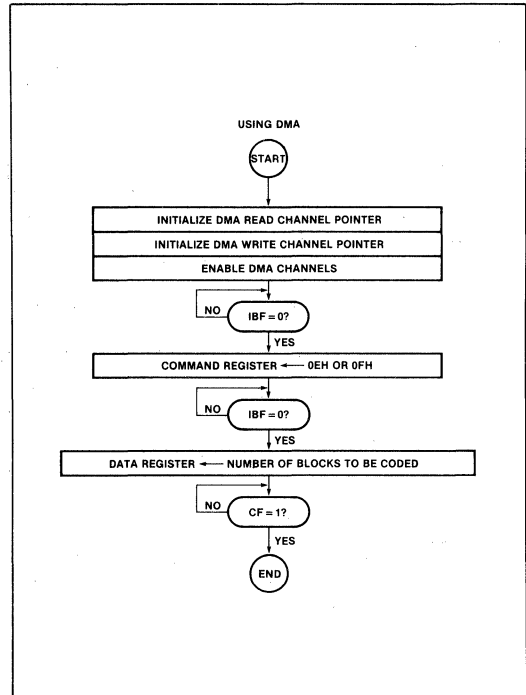 USING DMA
START
INITIALIZE DMA READ CHANNEL POINTER
INITIALIZE DMA WRITE CHANNEL POINTER
ENABLE DMA CHANNELS
NO
IBF = 0?
YES
COMMAND REGISTER ← 0EH OR 0FH
NO
IBF = 0?
YES
DATA REGISTER ← NUMBER OF BLOCKS TO BE CODED
NO
CF = 1?
YES
END